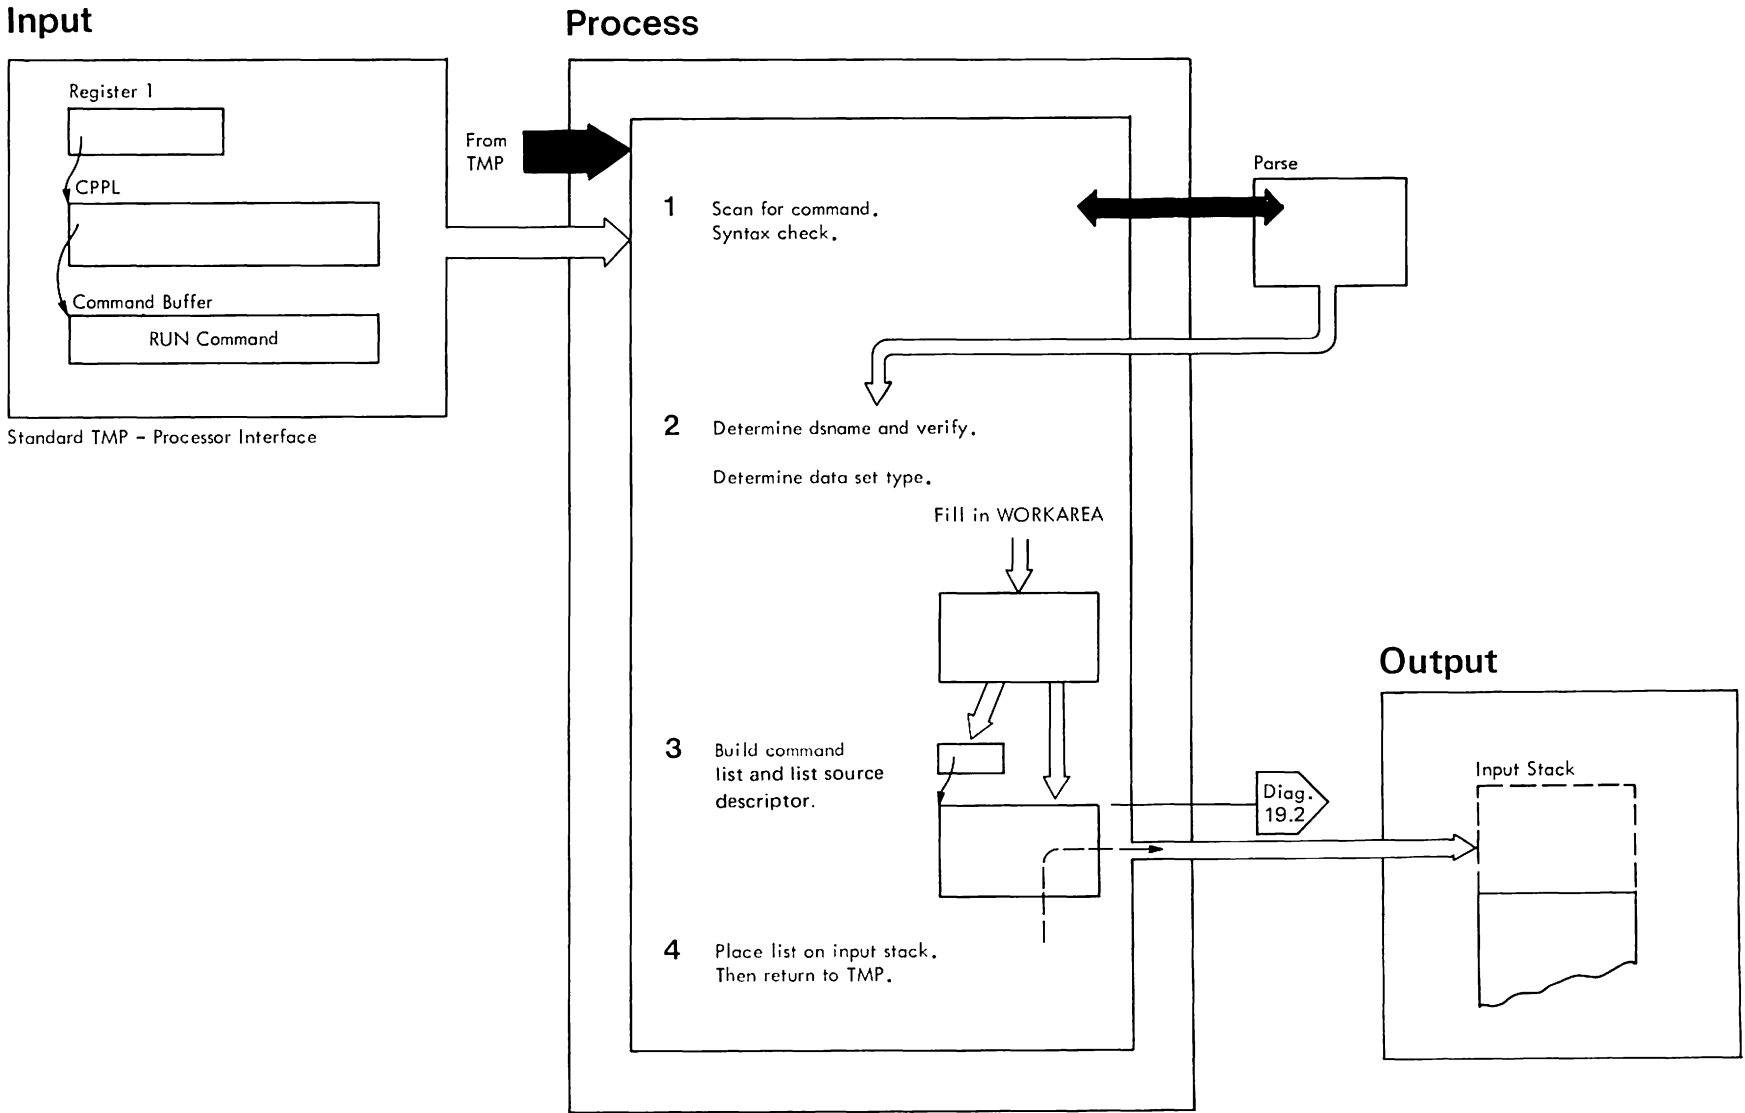 Input
Process
Register 1
From
TMP
CPPL
Command Buffer
RUN Command
Standard TMP - Processor Interface
Parse
1 Scan for command.
Syntax check.
2 Determine dsname and verify.
Determine data set type.
Fill in WORKAREA
3 Build command
list and list source
descriptor.
Diag.
19.2
4 Place list on input stack.
Then return to TMP.
Output
Input Stack